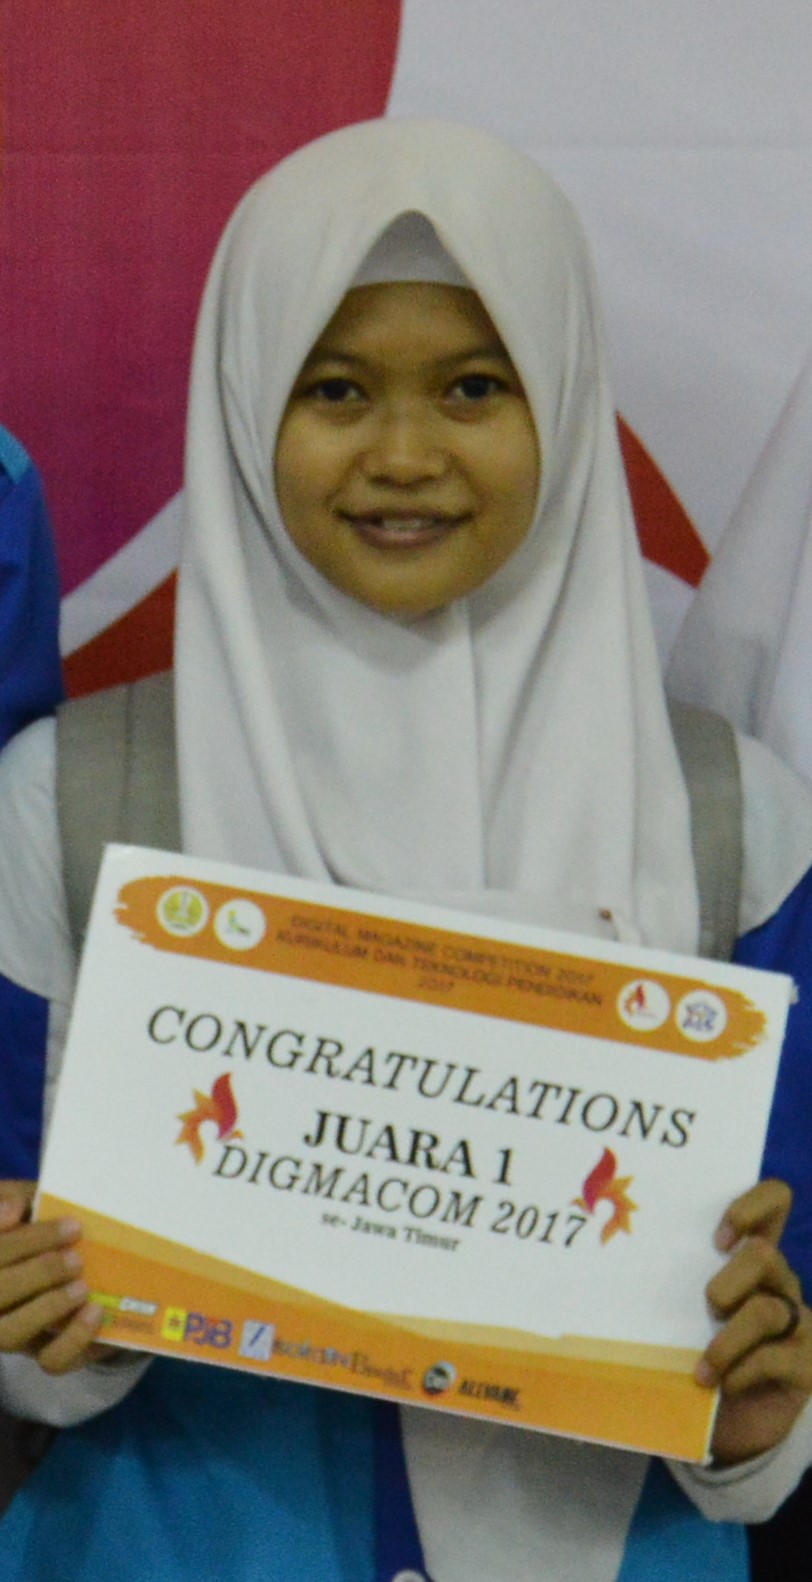 DIGITAL MAGAZINE COMPETITION 2017
KURIKULUM DAN TEKNOLOGI PENDIDIKAN
2017
CONGRATULATIONS
JUARA 1
DIGMACOM 2017
se- Jawa Timur
PJB